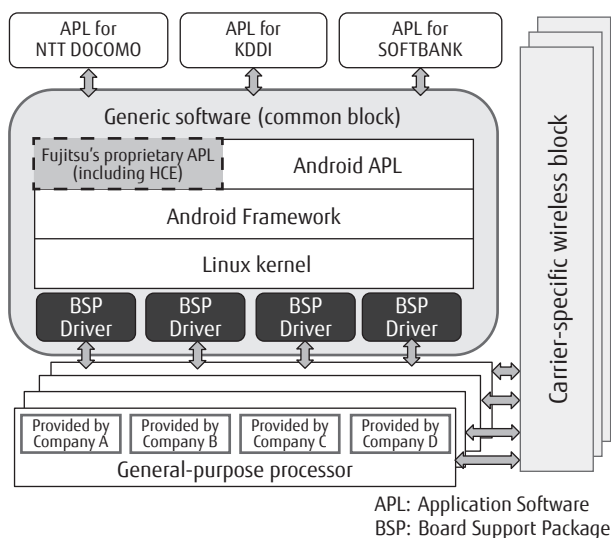 APL for
NTT DOCOMO
APL for
KDDI
APL for
SOFTBANK
Generic software (common block)
Fujitsu's proprietary APL
(including HCE)
Android APL
Android Framework
Linux kernel
BSP
Driver
BSP
Driver
BSP
Driver
BSP
Driver
Provided by
Company A
Provided by
Company B
Provided by
Company C
Provided by
Company D
General-purpose processor
Carrier-specific wireless block
APL: Application Software
BSP: Board Support Package